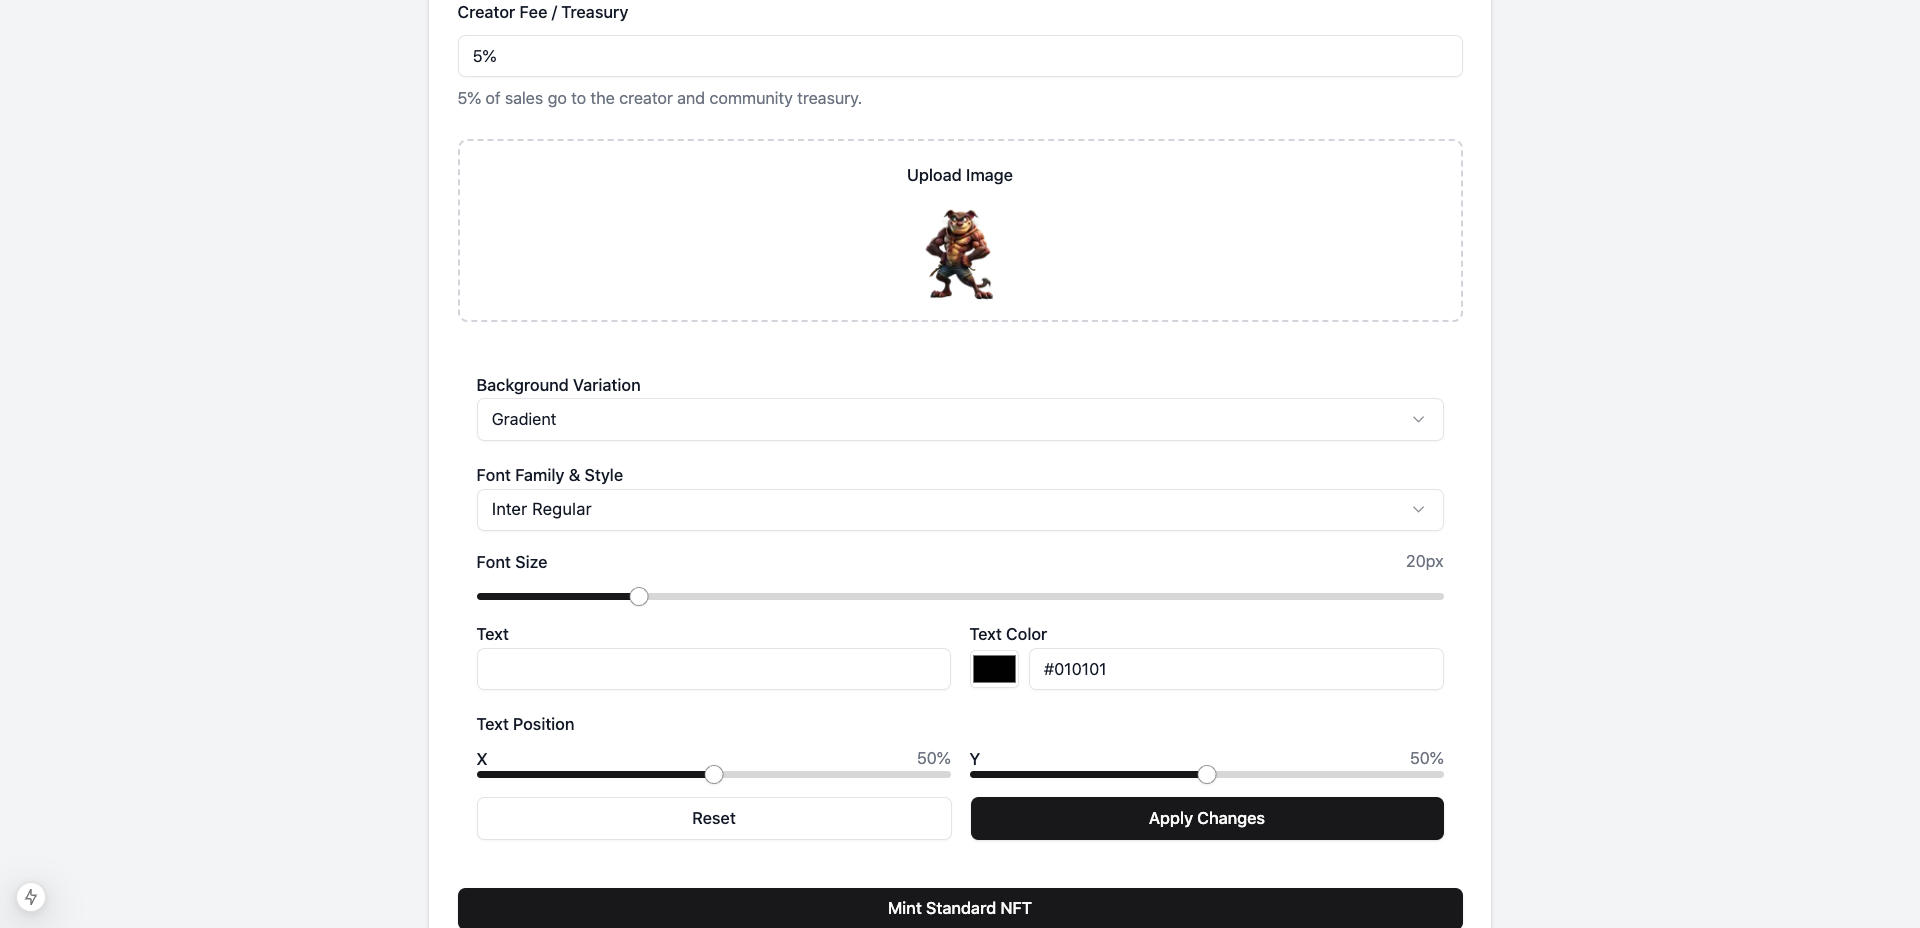 Creator Fee / Treasury
5%
5% of sales go to the creator and community treasury.
Upload Image
Background Variation
Gradient
Font Family & Style
Inter Regular
Font Size
20px
Text
Text Color
#010101
Text Position
X
50%
Y
50%
Reset
Apply Changes
Mint Standard NFT